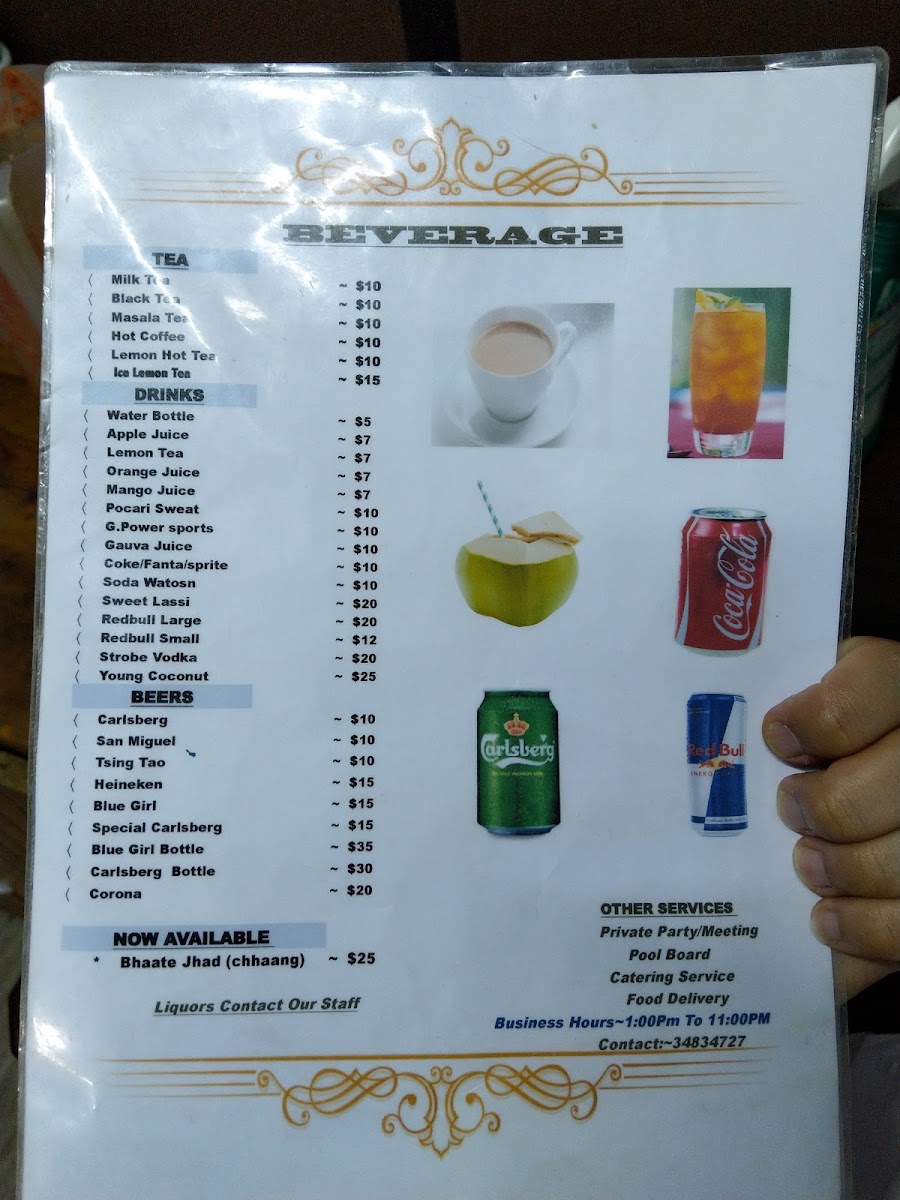 BEVERAGE
TEA
〈 Milk Tea ~ $10
〈 Black Tea ~ $10
〈 Masala Tea ~ $10
〈 Hot Coffee ~ $10
〈 Lemon Hot Tea ~ $10
〈 Ice Lemon Tea ~ $15
DRINKS
〈 Water Bottle ~ $5
〈 Apple Juice ~ $7
〈 Lemon Tea ~ $7
〈 Orange Juice ~ $7
〈 Mango Juice ~ $7
〈 Pocari Sweat ~ $10
〈 G.Power sports ~ $10
〈 Gauva Juice ~ $10
〈 Coke/Fanta/sprite ~ $10
〈 Soda Watosn ~ $10
〈 Sweet Lassi ~ $20
〈 Redbull Large ~ $20
〈 Redbull Small ~ $12
〈 Strobe Vodka ~ $20
〈 Young Coconut ~ $25
BEERS
〈 Carlsberg ~ $10
〈 San Miguel ~ $10
〈 Tsing Tao ~ $10
〈 Heineken ~ $15
〈 Blue Girl ~ $15
〈 Special Carlsberg ~ $15
〈 Blue Girl Bottle ~ $35
〈 Carlsberg Bottle ~ $30
〈 Corona ~ $20
NOW AVAILABLE
* Bhaate Jhad (chhaang) ~ $25
Liquors Contact Our Staff
Coca-Cola
Carlsberg
Red Bull
OTHER SERVICES
Private Party/Meeting
Pool Board
Catering Service
Food Delivery
Business Hours~1:00Pm To 11:00PM
Contact:~34834727